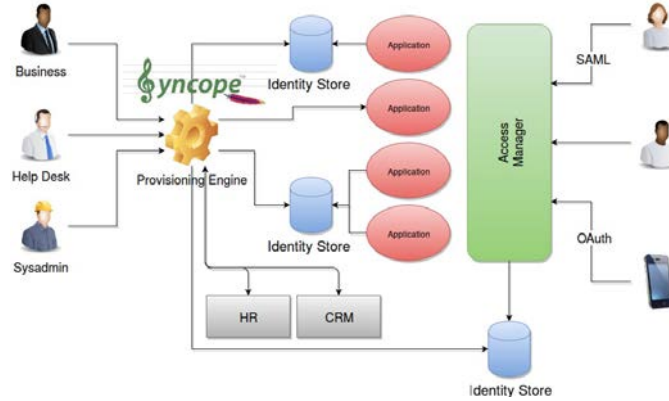 Business
Syncope™
Identity Store
Application
SAML
Application
Help Desk
Provisioning Engine
Access
Manager
Application
Identity Store
Application
OAuth
Sysadmin
HR
CRM
Identity Store